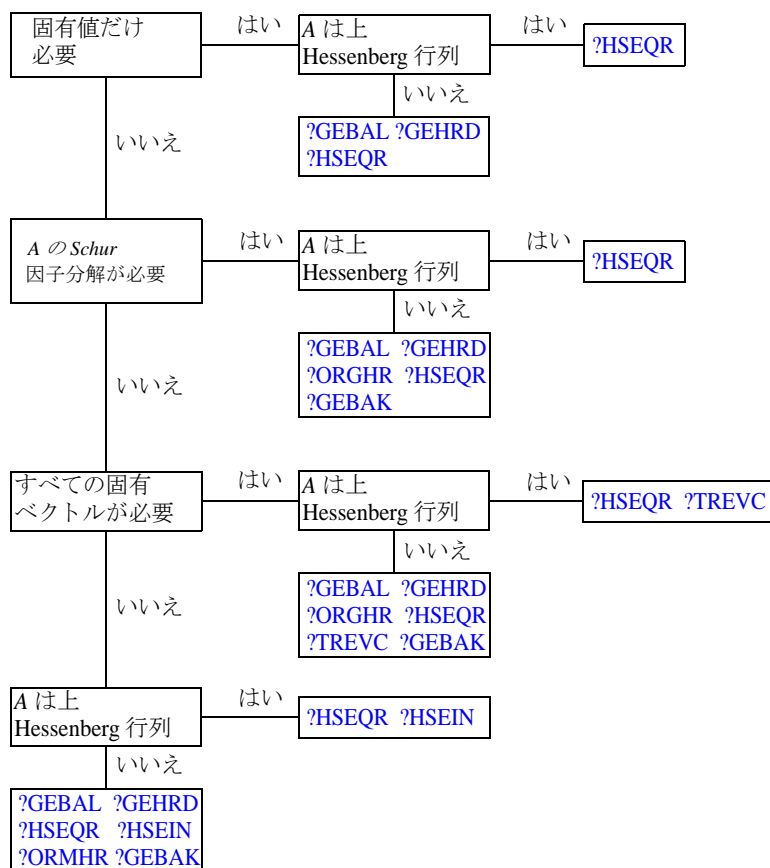 固有値だけ
必要
はい
A は上
Hessenberg 行列
はい
?HSEQR
いいえ
?GEBAL ?GEHRD
?HSEQR
いいえ
A の Schur
因子分解が必要
はい
A は上
Hessenberg 行列
はい
?HSEQR
いいえ
?GEBAL ?GEHRD
?ORGHR ?HSEQR
?GEBAK
いいえ
すべての固有
ベクトルが必要
はい
A は上
Hessenberg 行列
はい
?HSEQR ?TREVC
いいえ
?GEBAL ?GEHRD
?ORGHR ?HSEQR
?TREVC ?GEBAK
いいえ
A は上
Hessenberg 行列
はい
?HSEQR ?HSEIN
いいえ
?GEBAL ?GEHRD
?HSEQR ?HSEIN
?ORMHR ?GEBAK